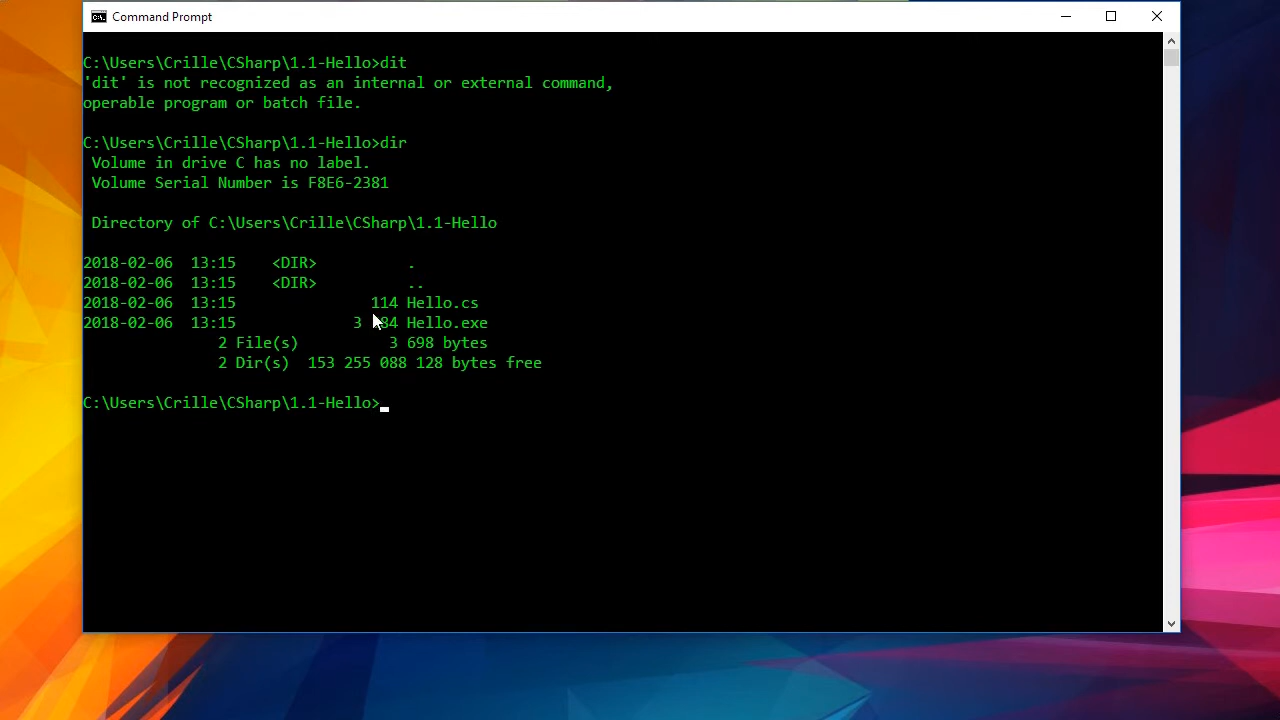 Command Prompt
C:\Users\Crille\CSharp\1.1-Hello>dit
'dit' is not recognized as an internal or external command,
operable program or batch file.
C:\Users\Crille\CSharp\1.1-Hello>dir
Volume in drive C has no label.
Volume Serial Number is F8E6-2381
Directory of C:\Users\Crille\CSharp\1.1-Hello
2018-02-06 13:15 <DIR> .
2018-02-06 13:15 <DIR> ..
2018-02-06 13:15 114 Hello.cs
2018-02-06 13:15 3 Hello.exe
2 File(s) 3 698 bytes
2 Dir(s) 153 255 088 128 bytes free
C:\Users\Crille\CSharp\1.1-Hello>